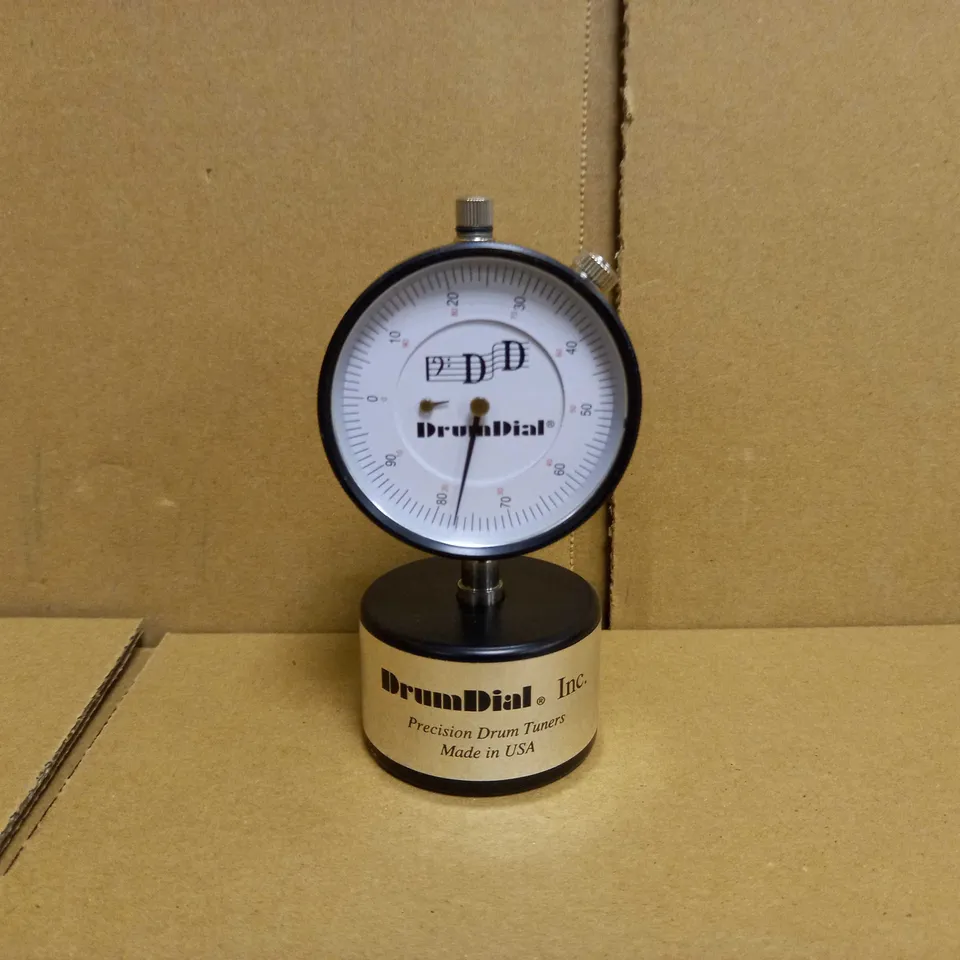 20
30
10
40
0
50
90
60
80
70
D D
DrumDial®
DrumDial® Inc.
Precision Drum Tuners
Made in USA